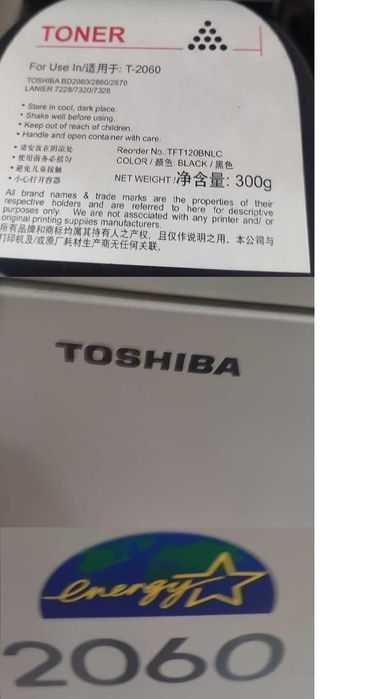 TONER
For Use In/适用于: T-2060
TOSHIBA BD2060/2860/2870
LANIER 7228/7320/7328
• Store in cool, dark place.
• Shake well before using.
• Keep out of reach of children.
• Handle and open container with care.
• 请安放在阴凉处
• 使用前务必摇匀
• 避免儿童接触
• 小心打开容器
Reorder No.:TFT120BNLC
COLOR / 颜色: BLACK / 黑色
NET WEIGHT/净含量: 300g
All brand names & trade marks are the properties of their
respective holders and are referred to here for descriptive
purposes only. We are not associated with any printer and/ or
original printing supplies manufacturers.
所有品牌和商标均属其持有人之产权，且仅作说明之用。本公司与
打印机及/或原厂耗材生产商无任何关联.
TOSHIBA
energy
2060